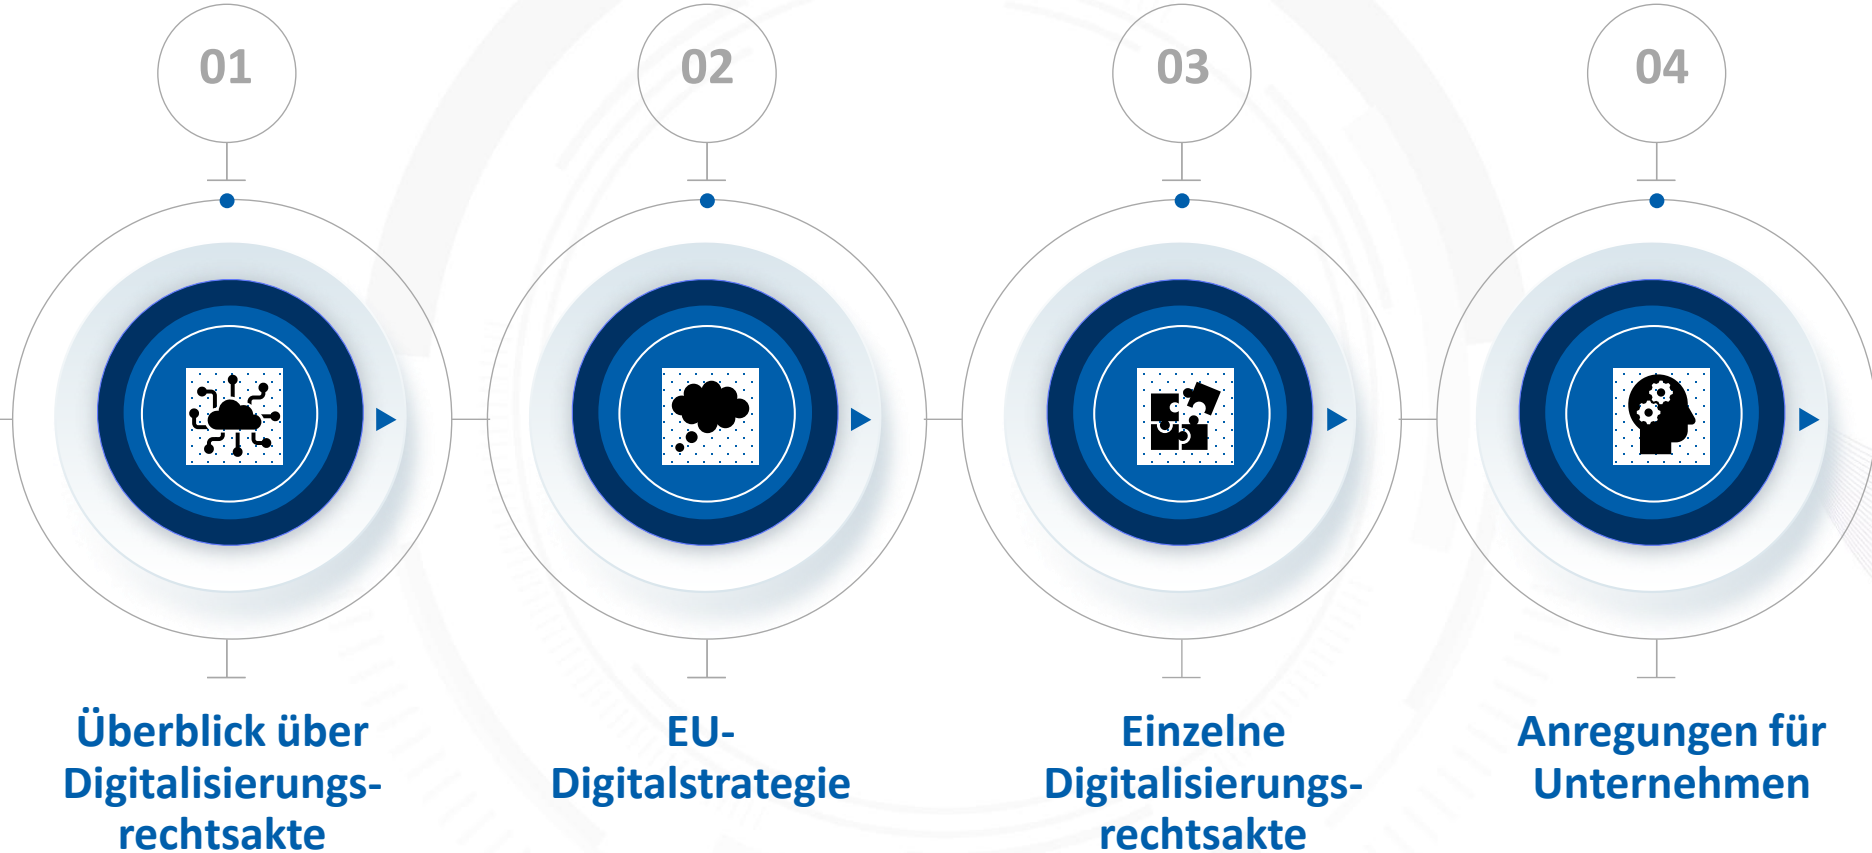 01
02
03
04
Überblick über
Digitalisierungs-
rechtsakte
EU-
Digitalstrategie
Einzelne
Digitalisierungs-
rechtsakte
Anregungen für
Unternehmen